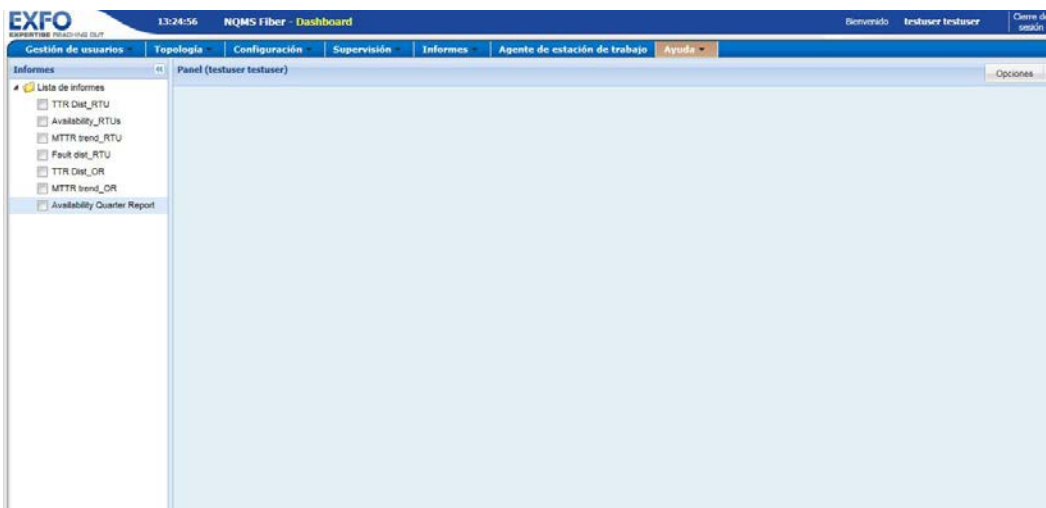 EXFO
EXPERTISE REACHING OUT
13:24:56 NQMS Fiber - Dashboard
Bienvenido testuser testuser
Cierre de
sesión
Gestión de usuarios Topología Configuración Supervisión Informes Agente de estación de trabajo Ayuda
Informes
Panel (testuser testuser)
Opciones
Lista de informes
TTR Dist_RTU
Availability_RTUs
MTTR trend_RTU
Fault dist_RTU
TTR Dist_OR
MTTR trend_OR
Availability Quarter Report